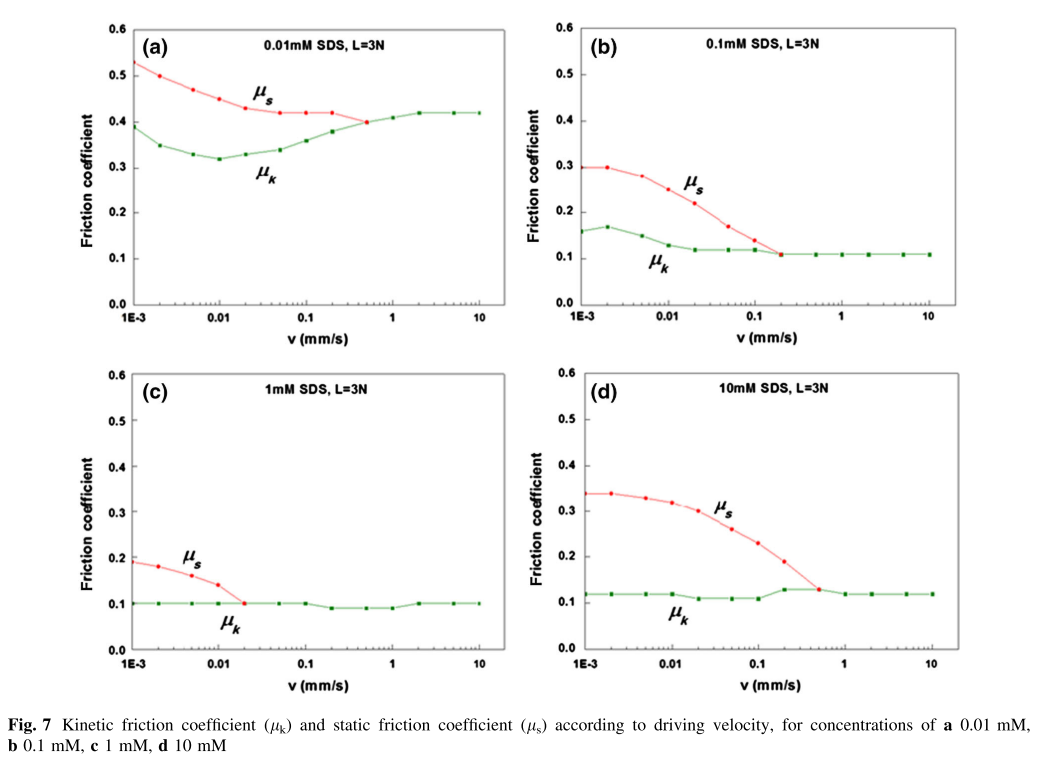 (a)
0.01mM SDS, L=3N
Friction coefficient
0.6
0.5
0.4
0.3
0.2
0.1
0.0
μs
μk
1E-3 0.01 0.1 1 10
v (mm/s)
(b)
0.1mM SDS, L=3N
Friction coefficient
0.6
0.5
0.4
0.3
0.2
0.1
0.0
μs
μk
1E-3 0.01 0.1 1 10
v (mm/s)
(c)
1mM SDS, L=3N
Friction coefficient
0.6
0.5
0.4
0.3
0.2
0.1
0.0
μs
μk
1E-3 0.01 0.1 1 10
v (mm/s)
(d)
10mM SDS, L=3N
Friction coefficient
0.6
0.5
0.4
0.3
0.2
0.1
0.0
μs
μk
1E-3 0.01 0.1 1 10
v (mm/s)
Fig. 7 Kinetic friction coefficient (μk) and static friction coefficient (μs) according to driving velocity, for concentrations of a 0.01 mM,
b 0.1 mM, c 1 mM, d 10 mM